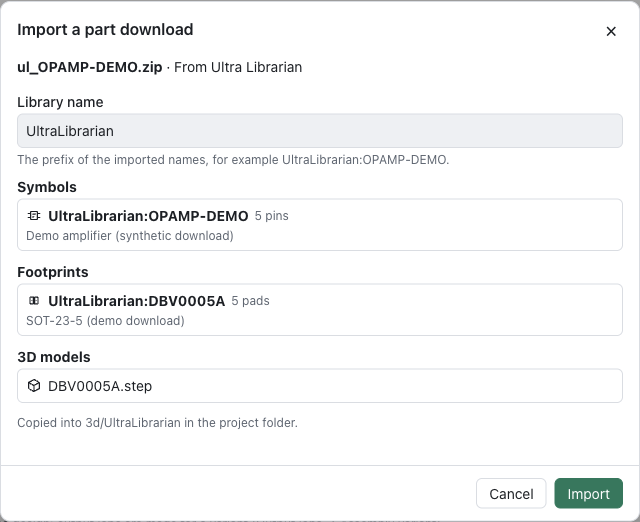 Import a part download
ul_OPAMP-DEMO.zip · From Ultra Librarian
Library name
UltraLibrarian
The prefix of the imported names, for example UltraLibrarian:OPAMP-DEMO.
Symbols
UltraLibrarian:OPAMP-DEMO 5 pins
Demo amplifier (synthetic download)
Footprints
UltraLibrarian:DBV0005A 5 pads
SOT-23-5 (demo download)
3D models
DBV0005A.step
Copied into 3d/UltraLibrarian in the project folder.
Cancel
Import